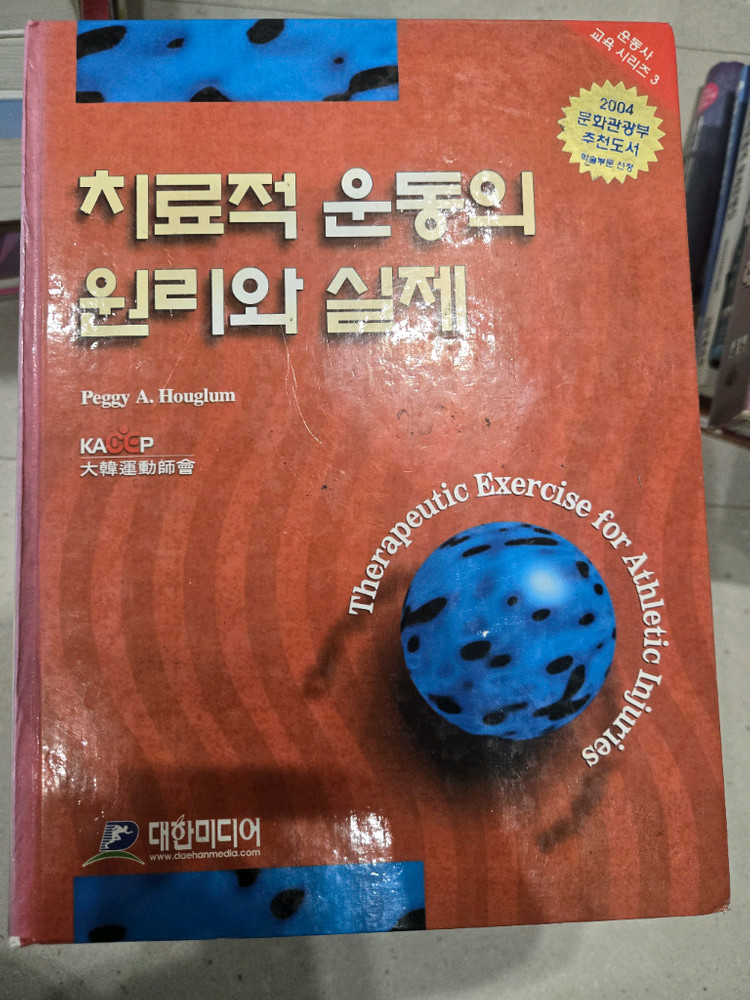 운동사
교육 시리즈 3
2004
문화관광부
추천도서
학술부문 선정
치료적 운동의
원리와 실제
Peggy A. Houglum
KACEP
大韓運動師會
Therapeutic Exercise for Athletic Injuries
대한미디어
www.daehanmedia.com